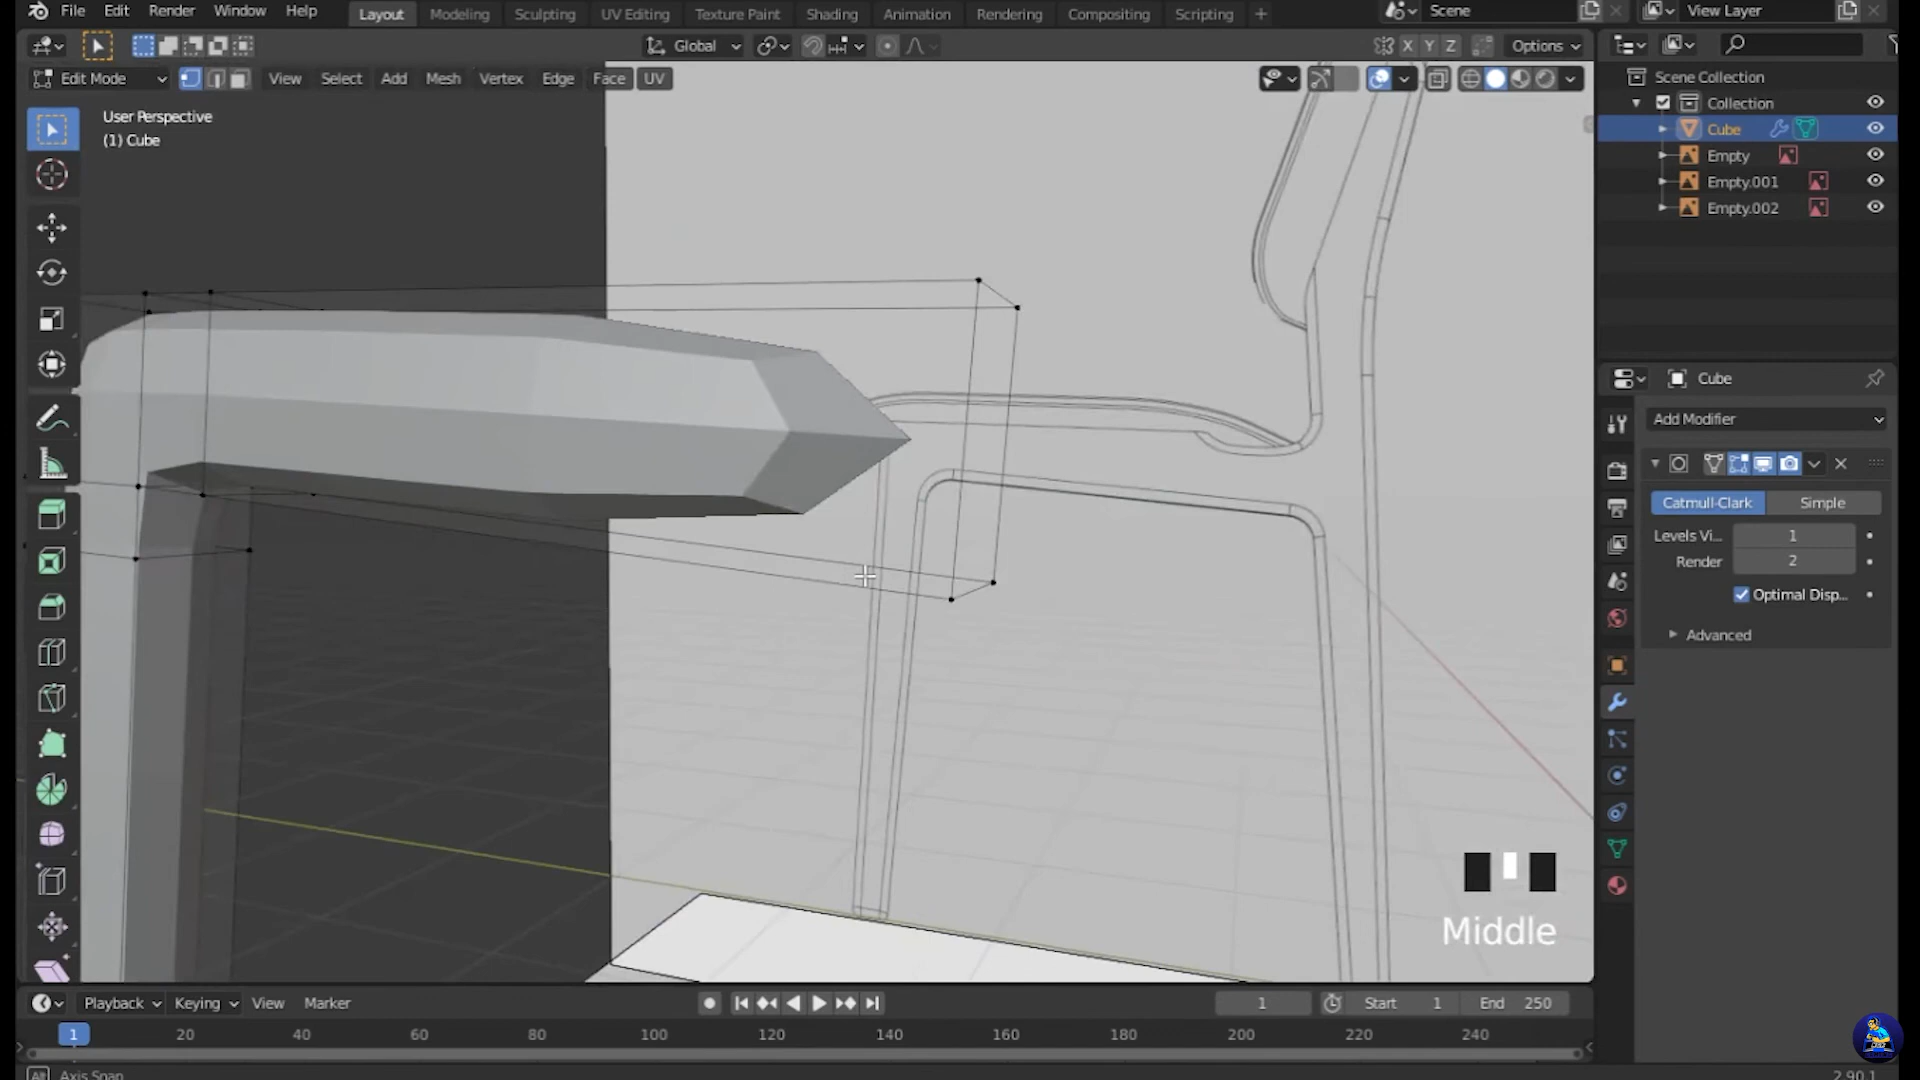 File Edit Render Window Help Layout Modeling Sculpting UV Editing Texture Paint Shading Animation Rendering Compositing Scripting + Scene View Layer
Global X Y Z Options
Edit Mode View Select Add Mesh Vertex Edge Face UV
Scene Collection
Collection
Cube
Empty
Empty.001
Empty.002
User Perspective
(1) Cube
Cube
Add Modifier
Catmull-Clark Simple
Levels Vi... 1
Render 2
Optimal Disp...
Advanced
Middle
Playback Keying View Marker 1 Start 1 End 250
1 20 40 60 80 100 120 140 160 180 200 220 240
Alt Axis Snap 2.90.1